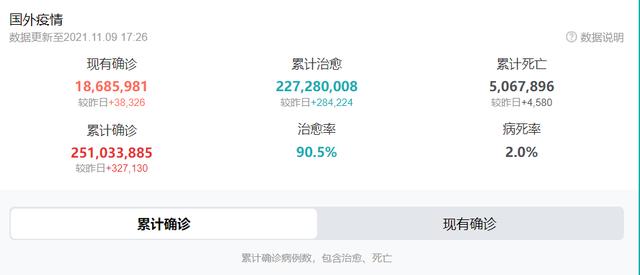 国外疫情
数据更新至2021.11.09 17:26
数据说明
现有确诊 累计治愈 累计死亡
18,685,981 227,280,008 5,067,896
较昨日+38,326 较昨日+284,224 较昨日+4,580
累计确诊 治愈率 病死率
251,033,885 90.5% 2.0%
较昨日+327,130
累计确诊 现有确诊
累计确诊病例数，包含治愈、死亡